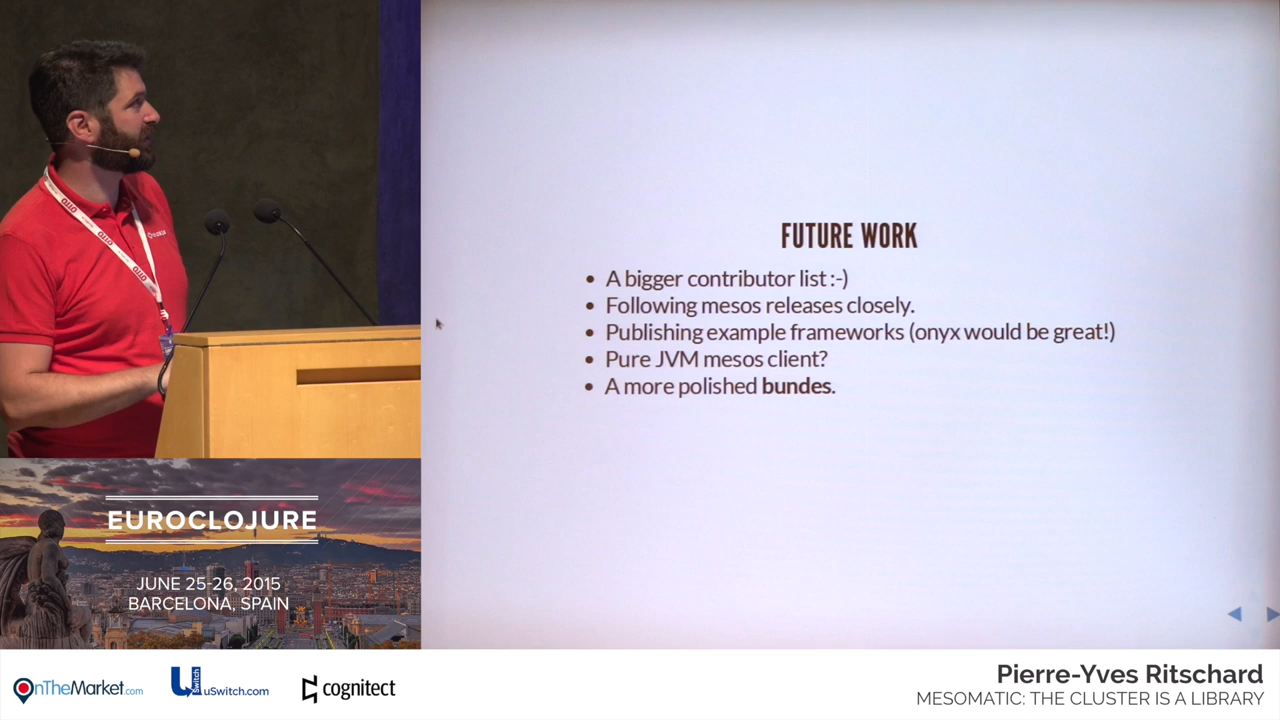 FUTURE WORK
• A bigger contributor list :-)
• Following mesos releases closely.
• Publishing example frameworks (onyx would be great!)
• Pure JVM mesos client?
• A more polished bundes.
EUROCLOJURE
JUNE 25-26, 2015
BARCELONA, SPAIN
OnTheMarket.com
U Switch
uSwitch.com
cognitect
Pierre-Yves Ritschard
MESOMATIC: THE CLUSTER IS A LIBRARY